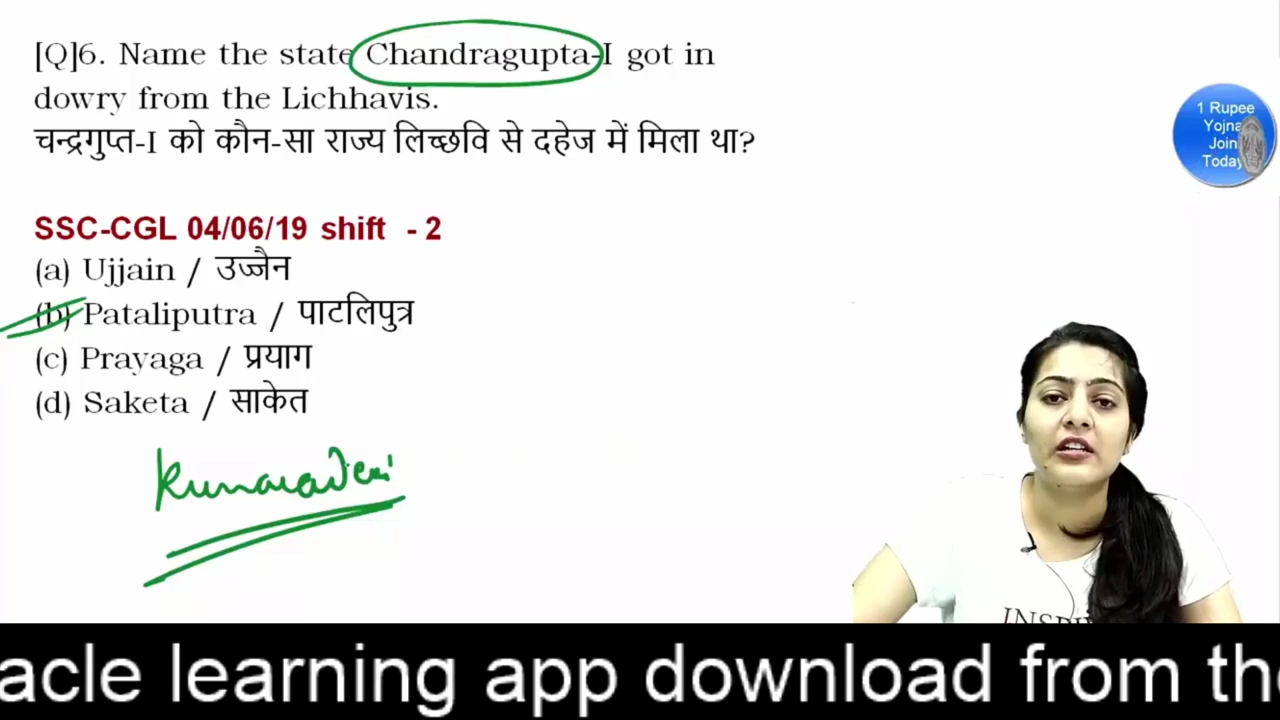 [Q]6. Name the state Chandragupta-I got in
dowry from the Lichhavis.
चन्द्रगुप्त-I को कौन-सा राज्य लिच्छवि से दहेज में मिला था?
1 Rupee
Yojna
Join
Today
SSC-CGL 04/06/19 shift - 2
(a) Ujjain / उज्जैन
(b) Pataliputra / पाटलिपुत्र
(c) Prayaga / प्रयाग
(d) Saketa / साकेत
Kumaradevi
acle learning app download from the